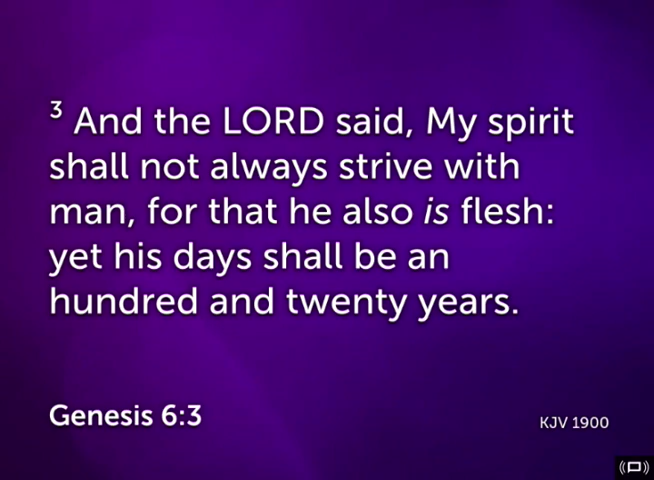 3 And the LORD said, My spirit
shall not always strive with
man, for that he also is flesh:
yet his days shall be an
hundred and twenty years.
Genesis 6:3
KJV 1900